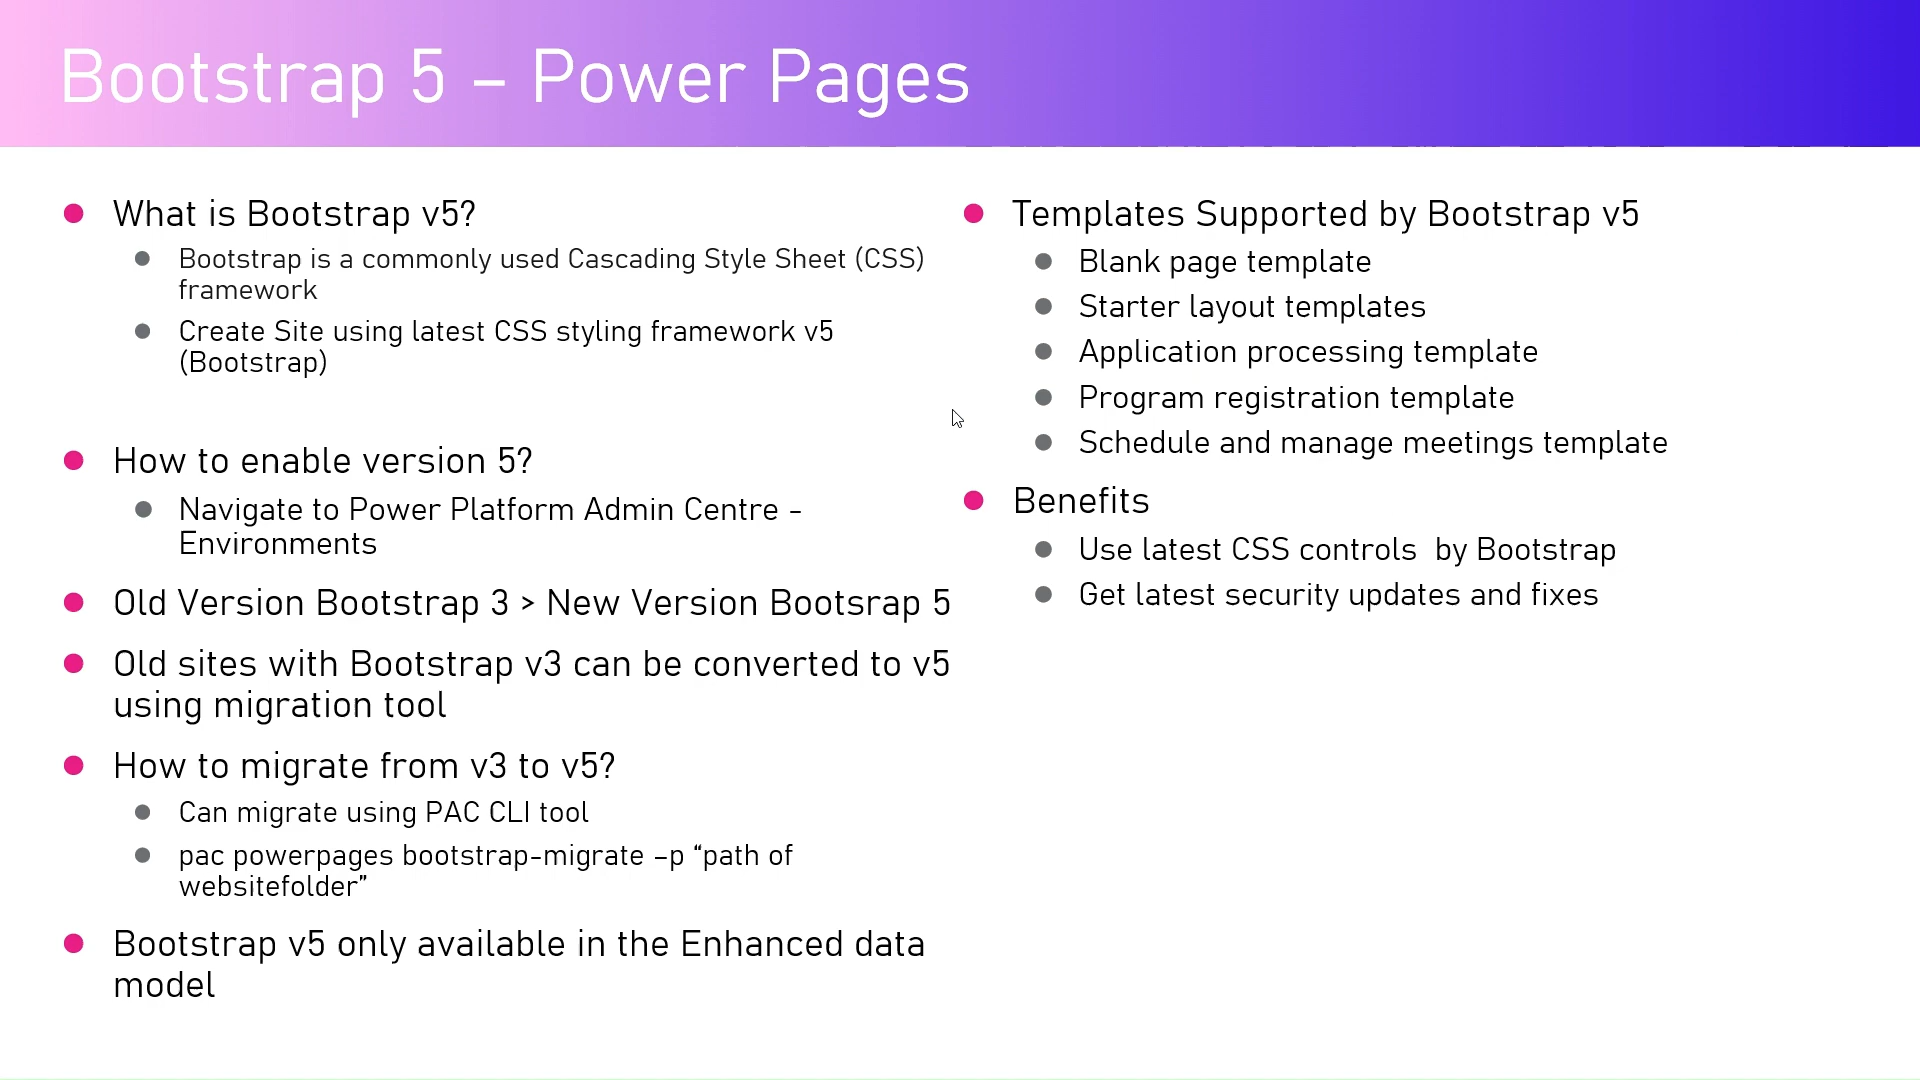 Bootstrap 5 – Power Pages
What is Bootstrap v5?
Bootstrap is a commonly used Cascading Style Sheet (CSS)
framework
Create Site using latest CSS styling framework v5
(Bootstrap)
How to enable version 5?
Navigate to Power Platform Admin Centre -
Environments
Old Version Bootstrap 3 > New Version Bootsrap 5
Old sites with Bootstrap v3 can be converted to v5
using migration tool
How to migrate from v3 to v5?
Can migrate using PAC CLI tool
pac powerpages bootstrap-migrate –p “path of
websitefolder”
Bootstrap v5 only available in the Enhanced data
model
Templates Supported by Bootstrap v5
Blank page template
Starter layout templates
Application processing template
Program registration template
Schedule and manage meetings template
Benefits
Use latest CSS controls  by Bootstrap
Get latest security updates and fixes